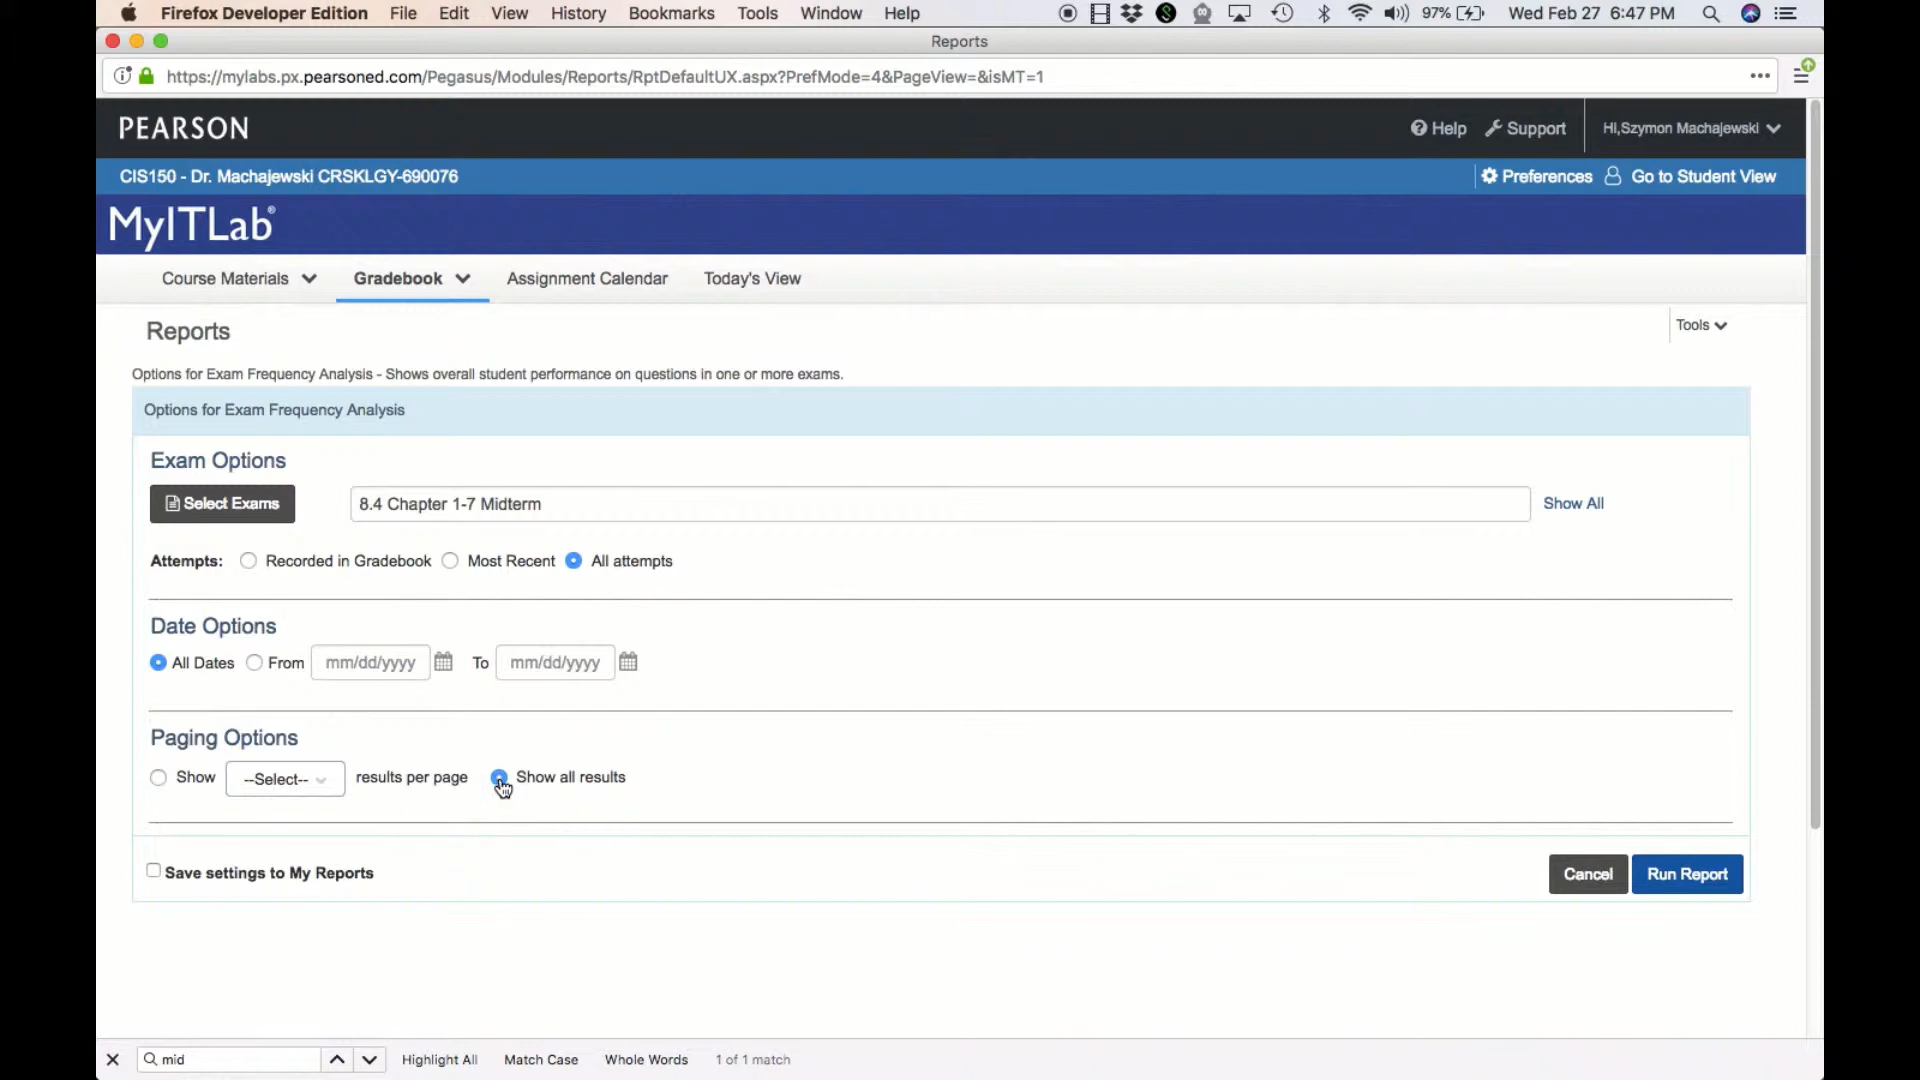 Firefox Developer Edition File Edit View History Bookmarks Tools Window Help 97% Wed Feb 27 6:47 PM
Reports
https://mylabs.px.pearsoned.com/Pegasus/Modules/Reports/RptDefaultUX.aspx?PrefMode=4&PageView=&isMT=1
PEARSON Help Support Hi,Szymon Machajewski
CIS150 - Dr. Machajewski CRSKLGY-690076 Preferences Go to Student View
MyITLab®
Course Materials Gradebook Assignment Calendar Today's View
Reports Tools
Options for Exam Frequency Analysis - Shows overall student performance on questions in one or more exams.
Options for Exam Frequency Analysis
Exam Options
Select Exams 8.4 Chapter 1-7 Midterm Show All
Attempts: Recorded in Gradebook Most Recent All attempts
Date Options
All Dates From mm/dd/yyyy To mm/dd/yyyy
Paging Options
Show --Select-- results per page Show all results
Save settings to My Reports Cancel Run Report
mid Highlight All Match Case Whole Words 1 of 1 match